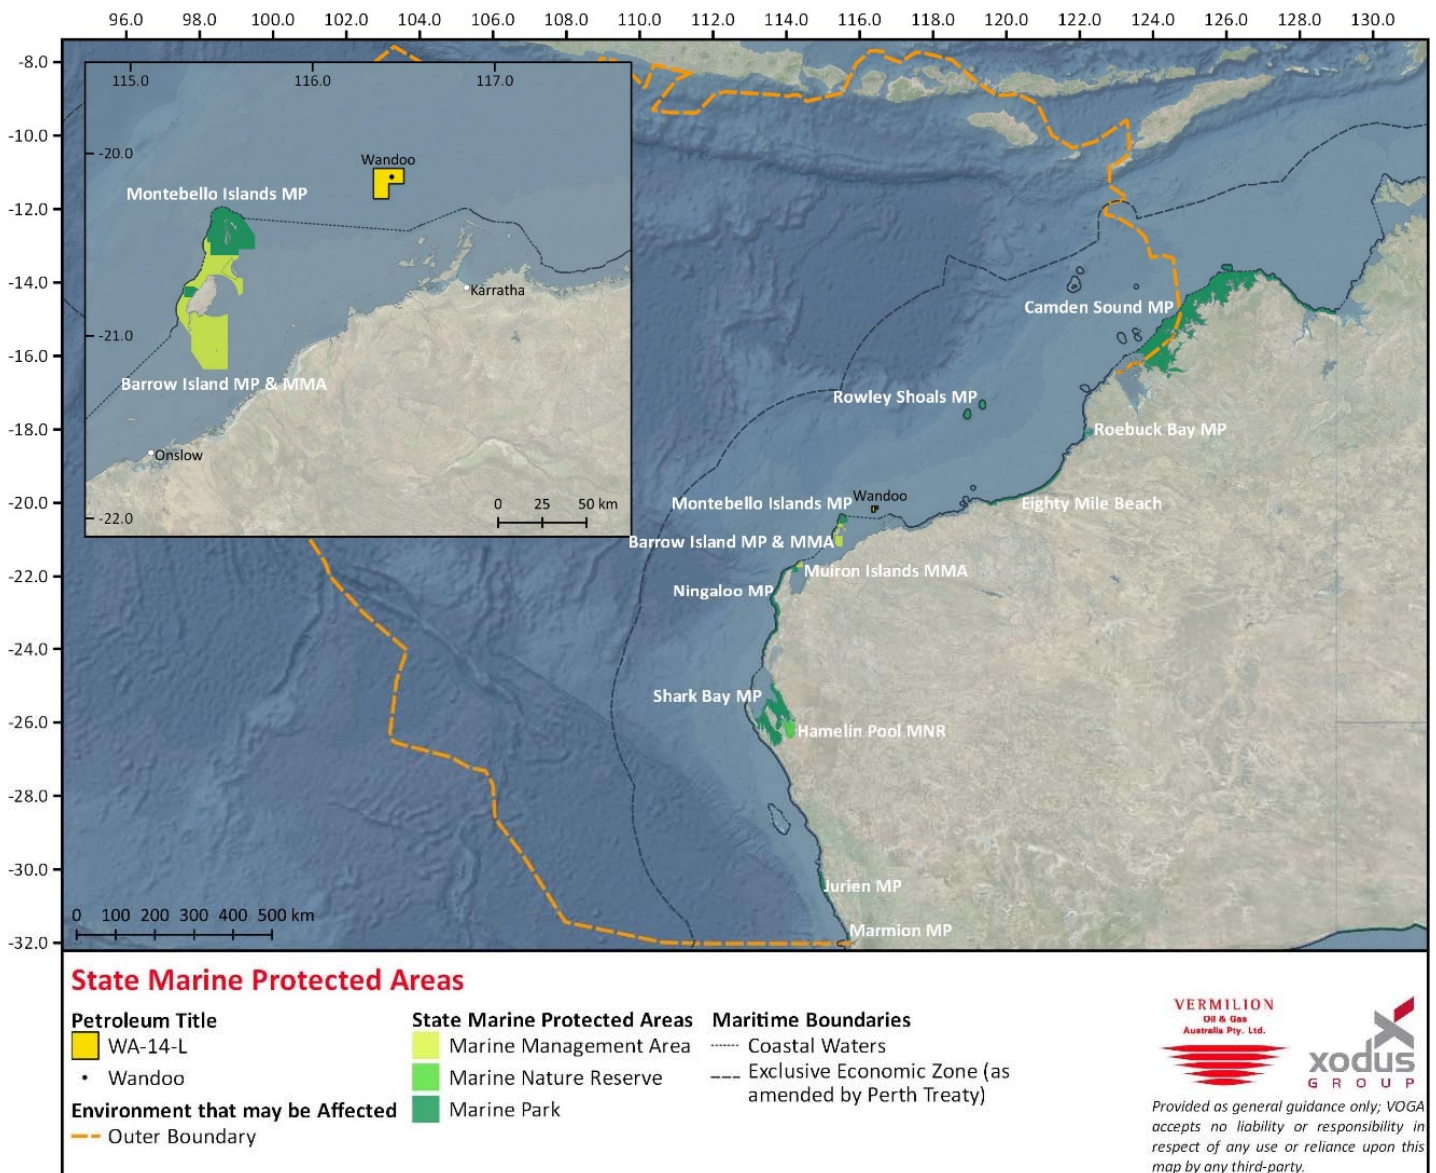 96.0 98.0 100.0 102.0 104.0 106.0 108.0 110.0 112.0 114.0 116.0 118.0 120.0 122.0 124.0 126.0 128.0 130.0
-8.0
-10.0
-12.0
-14.0
-16.0
-18.0
-20.0
-22.0
-24.0
-26.0
-28.0
-30.0
-32.0
115.0 116.0 117.0
-20.0
-21.0
-22.0
Wandoo
Montebello Islands MP
Karratha
Barrow Island MP & MMA
Onslow
0 25 50 km
Camden Sound MP
Rowley Shoals MP
Roebuck Bay MP
Montebello Islands MP
Wandoo
Eighty Mile Beach
Barrow Island MP & MMA
Muiron Islands MMA
Ningaloo MP
Shark Bay MP
Hamelin Pool MNR
Jurien MP
Marmion MP
0 100 200 300 400 500 km
State Marine Protected Areas
Petroleum Title
WA-14-L
Wandoo
Environment that may be Affected
Outer Boundary
State Marine Protected Areas
Marine Management Area
Marine Nature Reserve
Marine Park
Maritime Boundaries
Coastal Waters
Exclusive Economic Zone (as
amended by Perth Treaty)
VERMILION
Oil & Gas
Australia Pty. Ltd.
xodus
GROUP
Provided as general guidance only; VOGA
accepts no liability or responsibility in
respect of any use or reliance upon this
map by any third-party.